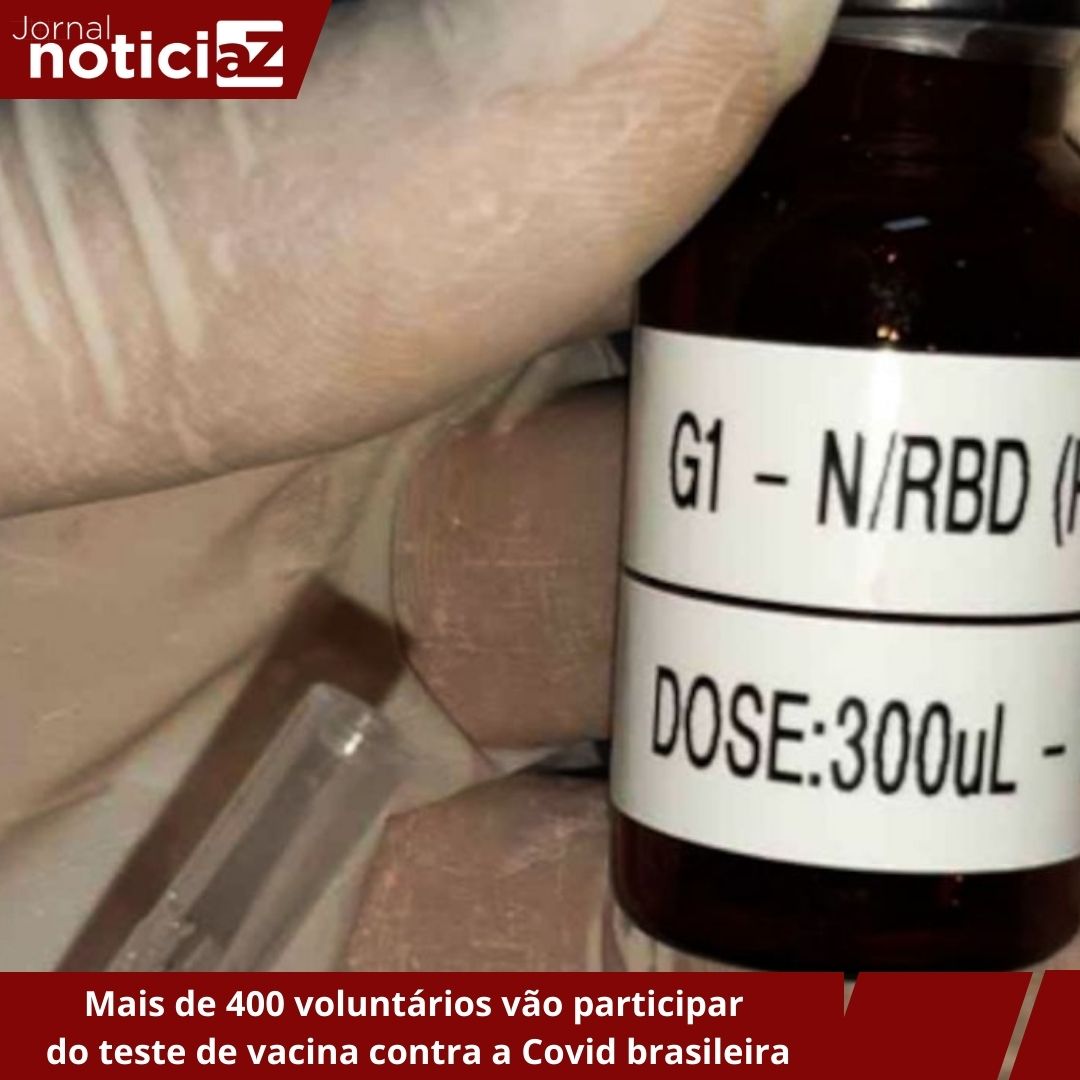 Jornal
noticiaz
G1 – N/RBD (
DOSE:300uL -
Mais de 400 voluntários vão participar
do teste de vacina contra a Covid brasileira